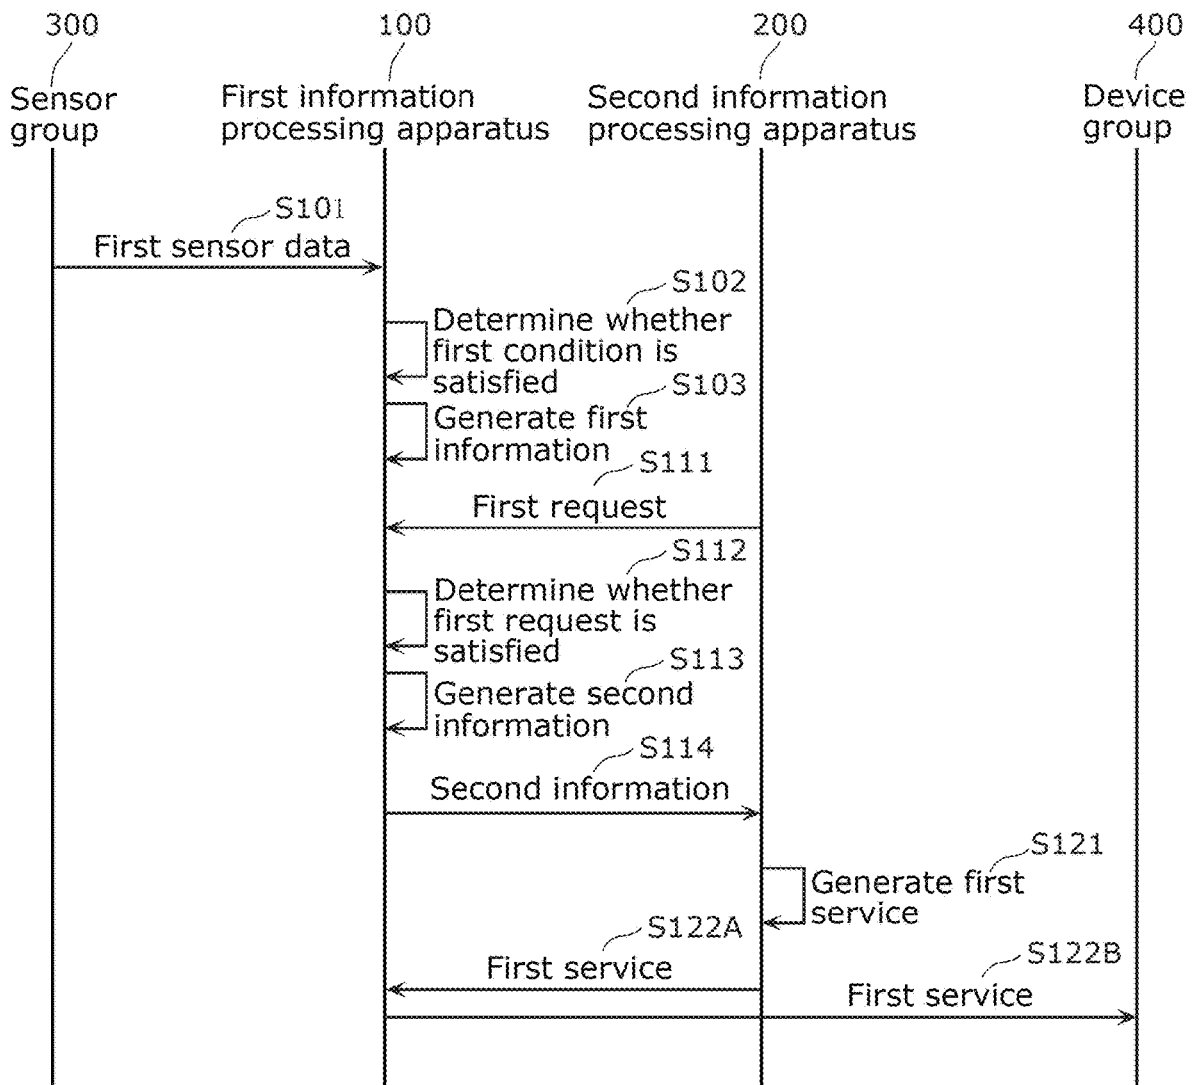 300
100
200
400
Sensor
group
First information
processing apparatus
Second information
processing apparatus
Device
group
S101
First sensor data
S102
Determine whether
first condition is
satisfied
S103
Generate first
information
S111
First request
S112
Determine whether
first request is
satisfied
S113
Generate second
information
S114
Second information
S121
Generate first
service
S122A
First service
S122B
First service